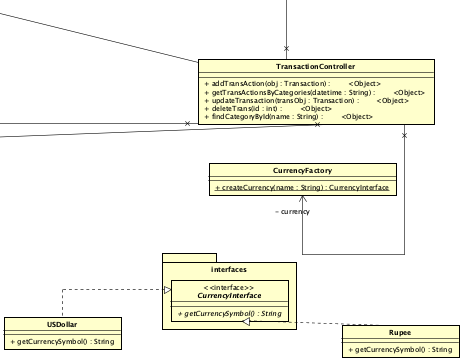 TransactionController
+ addTransAction(obj : Transaction) : <Object>
+ getTransActionsByCategories(datetime : String) : <Object>
+ updateTransaction(transObj : Transaction) : <Object>
+ deleteTrans(id : int) : <Object>
+ findCategoryById(name : String) : <Object>
CurrencyFactory
+ createCurrency(name : String) : CurrencyInterface
- currency
interfaces
< <interface>>
CurrencyInterface
+ getCurrencySymbol() : String
USDollar
+ getCurrencySymbol() : String
Rupee
+ getCurrencySymbol() : String